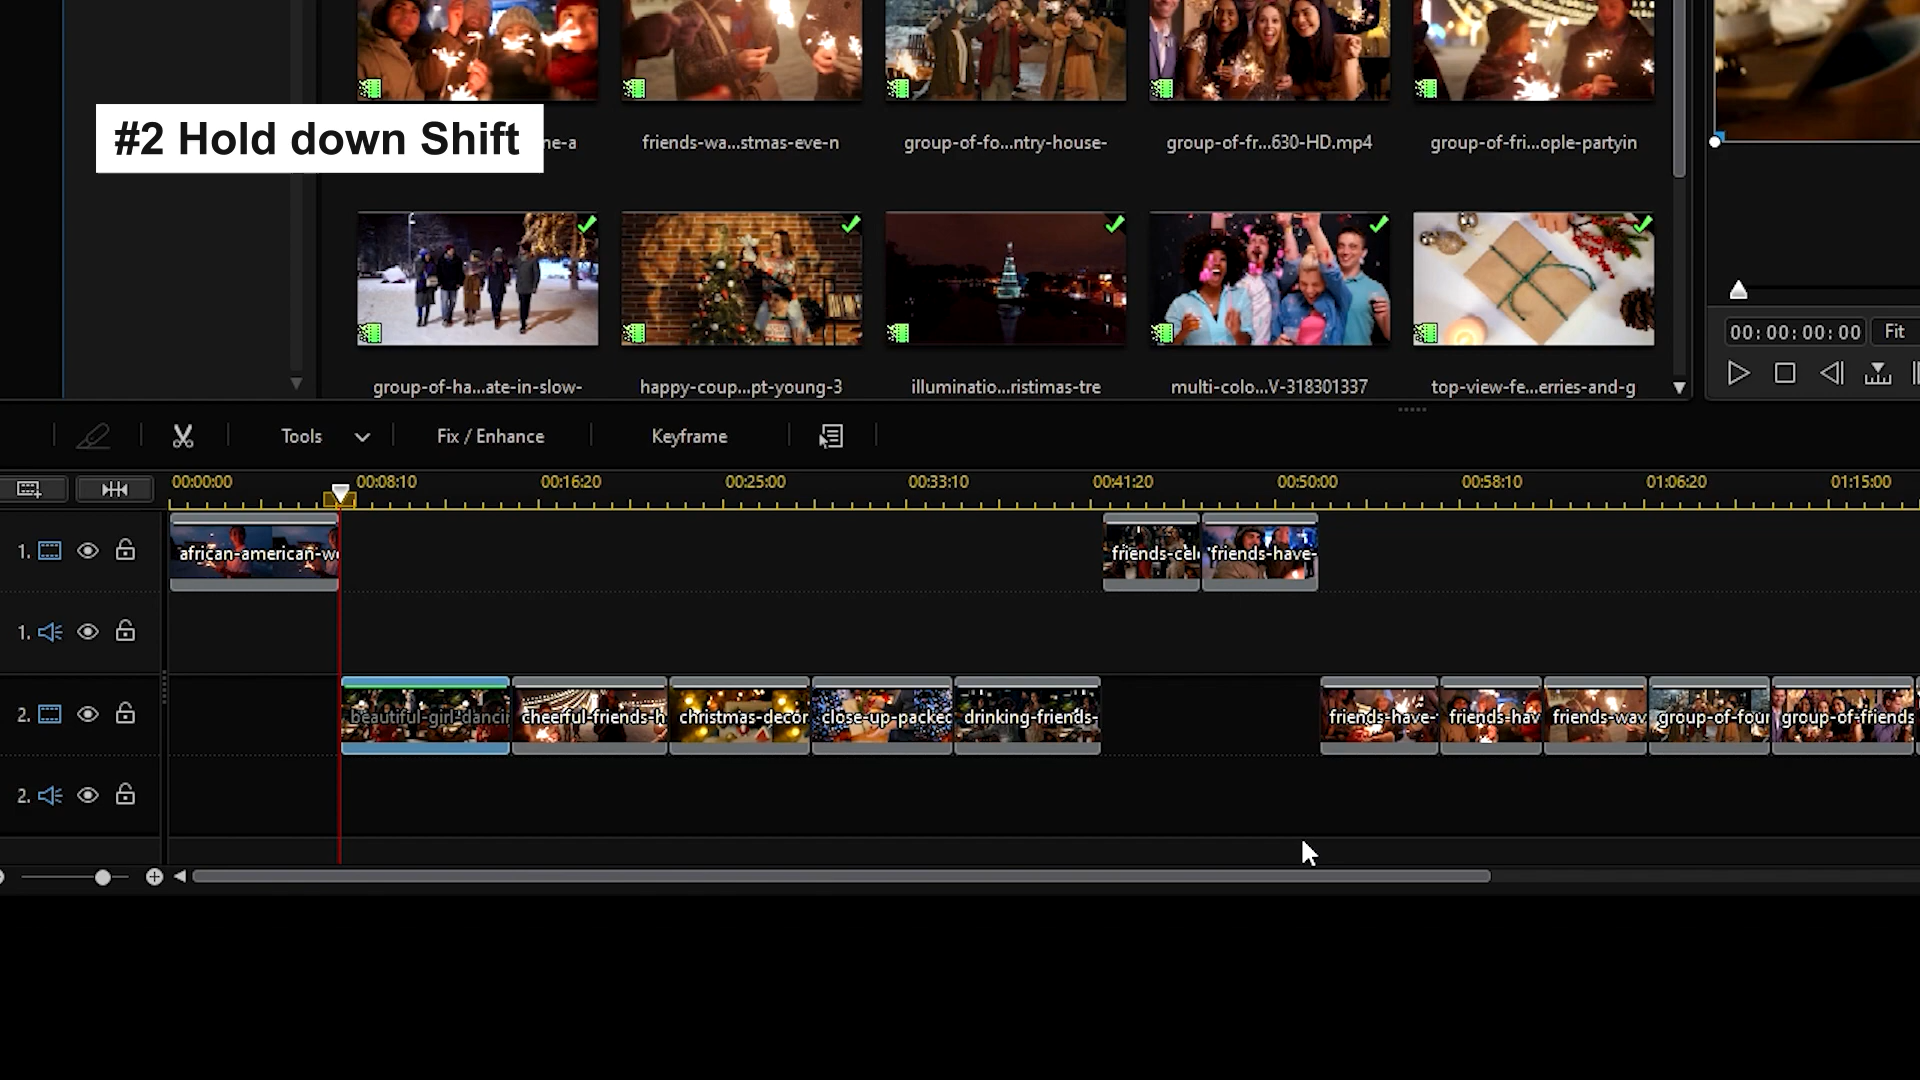 #2 Hold down Shift
ne-a
friends-wa...stmas-eve-n
group-of-fo...ntry-house-
group-of-fr...630-HD.mp4
group-of-fri...ople-partyin
group-of-ha...ate-in-slow-
happy-coup...pt-young-3
illuminatio...ristimas-tre
multi-colo...V-318301337
top-view-fe...erries-and-g
00:00:00:00
Fit
Tools
Fix / Enhance
Keyframe
00:00:00
00:08:10
00:16:20
00:25:00
00:33:10
00:41:20
00:50:00
00:58:10
01:06:20
01:15:00
1.
african-american-w
friends-cel
friends-have-
1.
2.
beautiful-girl-danci
cheerful-friends-h
christmas-decor
close-up-packed
drinking-friends-
friends-have-
friends-hav
friends-wav
group-of-four
group-of-friends
2.